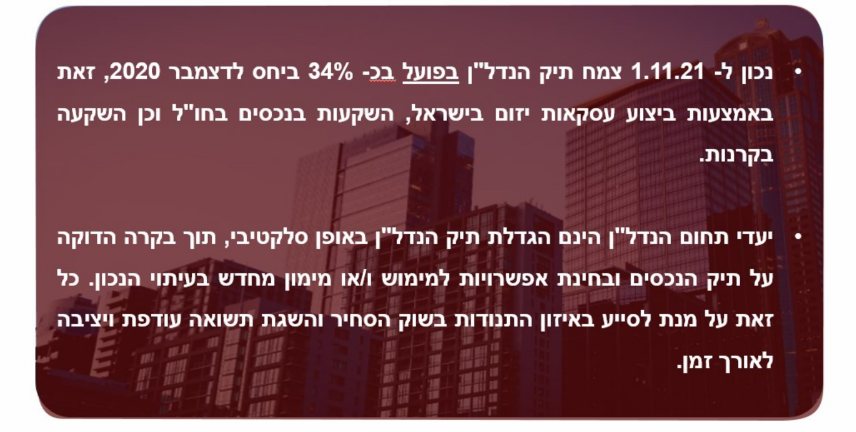 • נכון ל- 1.11.21 צמח תיק הנדל"ן בפועל בכ- 34% ביחס לדצמבר 2020, זאת
באמצעות ביצוע עסקאות יזום בישראל, השקעות בנכסים בחו"ל וכן השקעה
בקרנות.
• יעדי תחום הנדל"ן הינם הגדלת תיק הנדל"ן באופן סלקטיבי, תוך בקרה הדוקה
על תיק הנכסים ובחינת אפשרויות למימוש ו/או מימון מחדש בעיתוי הנכון. כל
זאת על מנת לסייע באיזון התנודות בשוק הסחיר והשגת תשואה עודפת ויציבה
לאורך זמן.